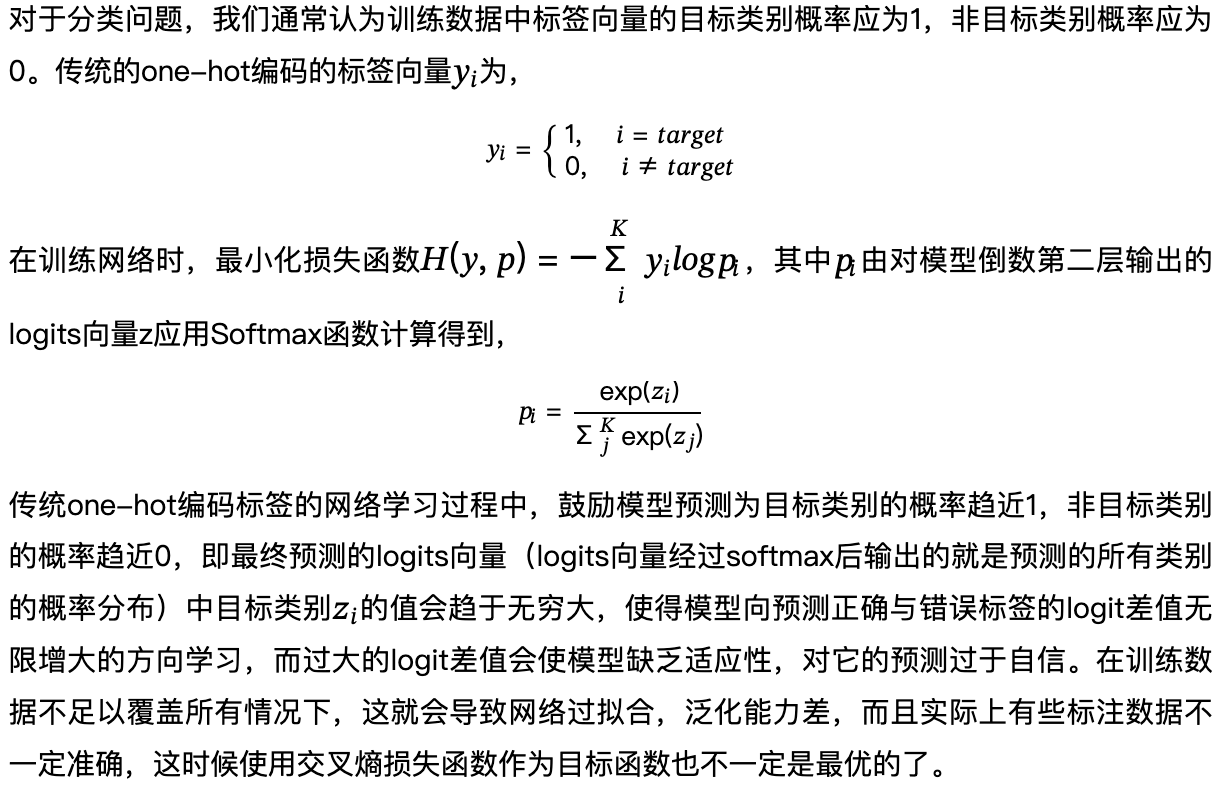 对于分类问题，我们通常认为训练数据中标签向量的目标类别概率应为1，非目标类别概率应为
0。传统的one-hot编码的标签向量yᵢ为，
yᵢ = { 1, i = target
0, i ≠ target
在训练网络时，最小化损失函数H(y, p) = −Σᵢᴷ yᵢlogpᵢ，其中pᵢ由对模型倒数第二层输出的
logits向量z应用Softmax函数计算得到，
pᵢ = exp(zᵢ) / Σⱼᴷ exp(zⱼ)
传统one-hot编码标签的网络学习过程中，鼓励模型预测为目标类别的概率趋近1，非目标类别
的概率趋近0，即最终预测的logits向量（logits向量经过softmax后输出的就是预测的所有类别
的概率分布）中目标类别zᵢ的值会趋于无穷大，使得模型向预测正确与错误标签的logit差值无
限增大的方向学习，而过大的logit差值会使模型缺乏适应性，对它的预测过于自信。在训练数
据不足以覆盖所有情况下，这就会导致网络过拟合，泛化能力差，而且实际上有些标注数据不
一定准确，这时候使用交叉熵损失函数作为目标函数也不一定是最优的了。